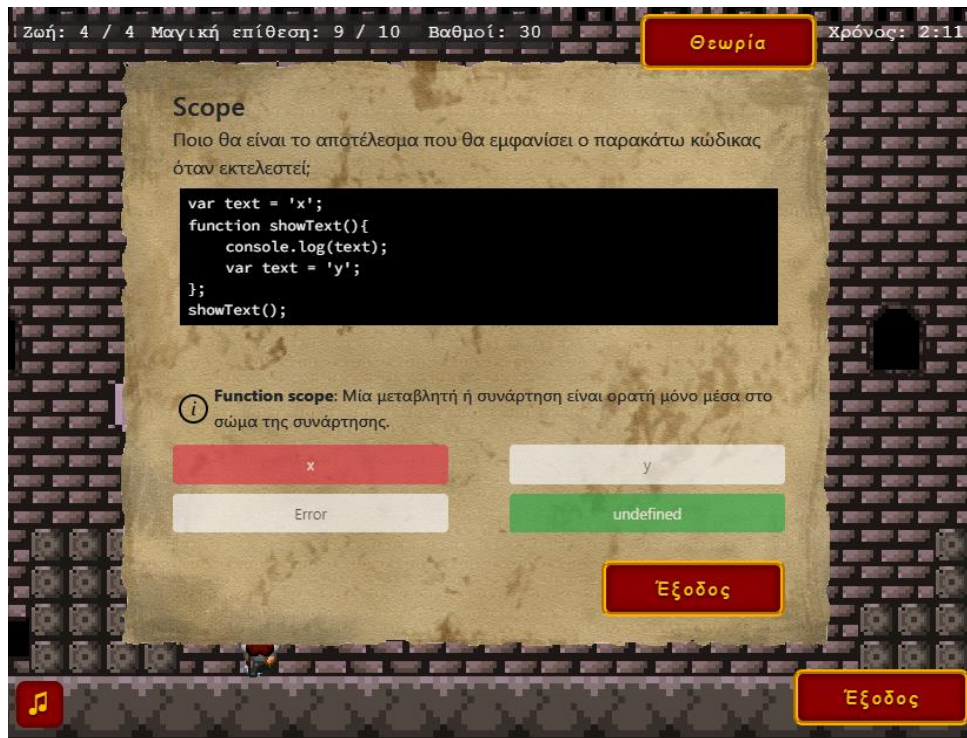 Ζωή: 4 / 4 Μαγική επίθεση: 9 / 10 Βαθμοί: 30
Θεωρία
Χρόνος: 2:11
Scope
Ποιο θα είναι το αποτέλεσμα που θα εμφανίσει ο παρακάτω κώδικας
όταν εκτελεστεί;
var text = 'x';
function showText(){
    console.log(text);
    var text = 'y';
};
showText();
i
Function scope: Μία μεταβλητή ή συνάρτηση είναι ορατή μόνο μέσα στο
σώμα της συνάρτησης.
x
y
Error
undefined
Έξοδος
Έξοδος